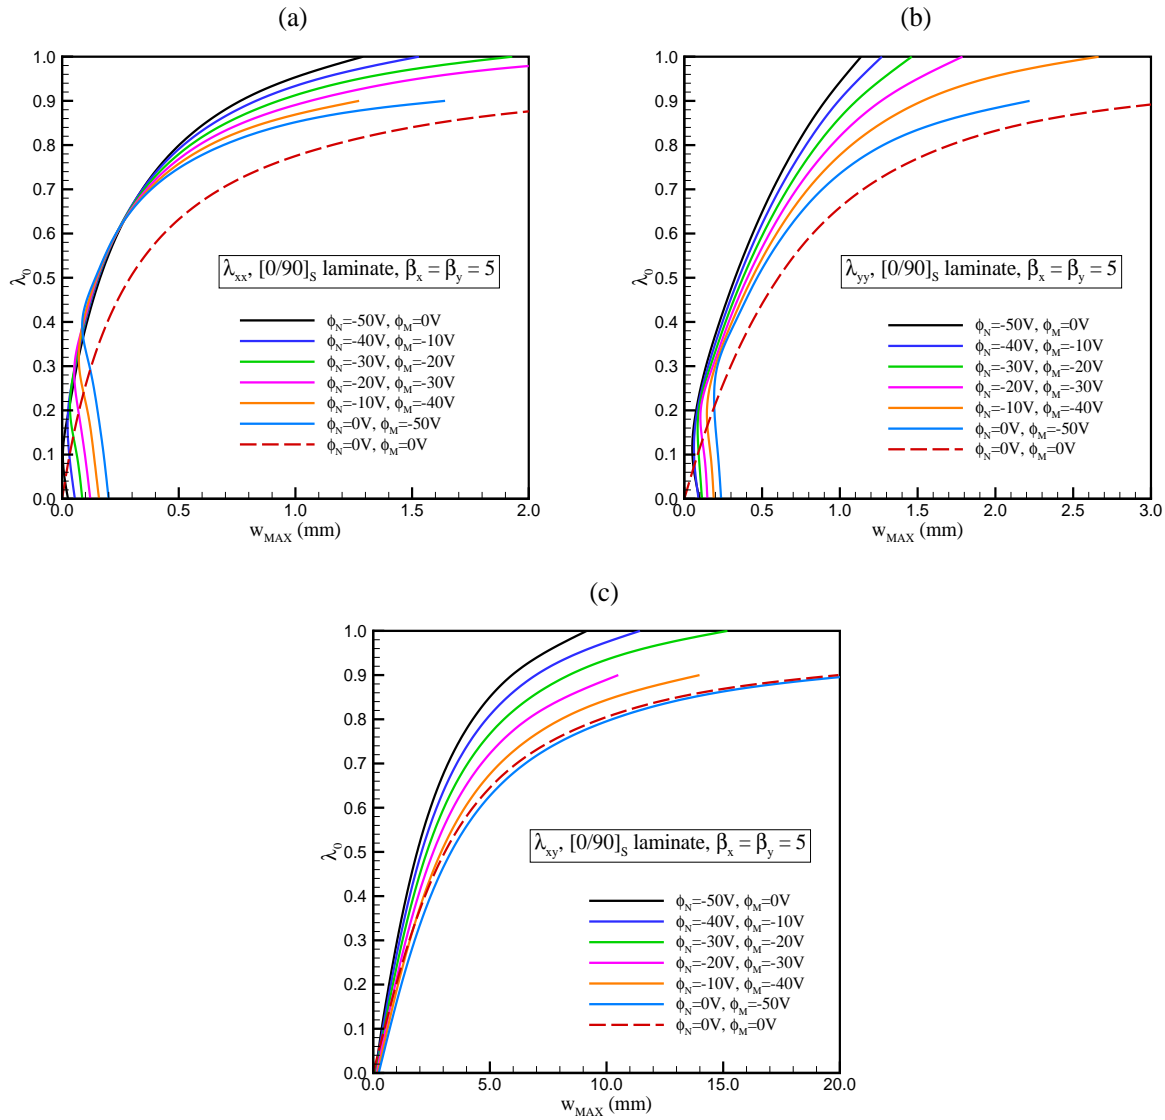 (a)
1.0
0.9
0.8
0.7
0.6
0.5
0.4
0.3
0.2
0.1
0.0
λ₀
λxx, [0/90]S laminate, βx = βy = 5
ϕN=-50V, ϕM=0V
ϕN=-40V, ϕM=-10V
ϕN=-30V, ϕM=-20V
ϕN=-20V, ϕM=-30V
ϕN=-10V, ϕM=-40V
ϕN=0V, ϕM=-50V
ϕN=0V, ϕM=0V
0.0 0.5 1.0 1.5 2.0
wMAX (mm)
(b)
1.0
0.9
0.8
0.7
0.6
0.5
0.4
0.3
0.2
0.1
0.0
λ₀
λyy, [0/90]S laminate, βx = βy = 5
ϕN=-50V, ϕM=0V
ϕN=-40V, ϕM=-10V
ϕN=-30V, ϕM=-20V
ϕN=-20V, ϕM=-30V
ϕN=-10V, ϕM=-40V
ϕN=0V, ϕM=-50V
ϕN=0V, ϕM=0V
0.0 0.5 1.0 1.5 2.0 2.5 3.0
wMAX (mm)
(c)
1.0
0.9
0.8
0.7
0.6
0.5
0.4
0.3
0.2
0.1
0.0
λ₀
λxy, [0/90]S laminate, βx = βy = 5
ϕN=-50V, ϕM=0V
ϕN=-40V, ϕM=-10V
ϕN=-30V, ϕM=-20V
ϕN=-20V, ϕM=-30V
ϕN=-10V, ϕM=-40V
ϕN=0V, ϕM=-50V
ϕN=0V, ϕM=0V
0.0 5.0 10.0 15.0 20.0
wMAX (mm)